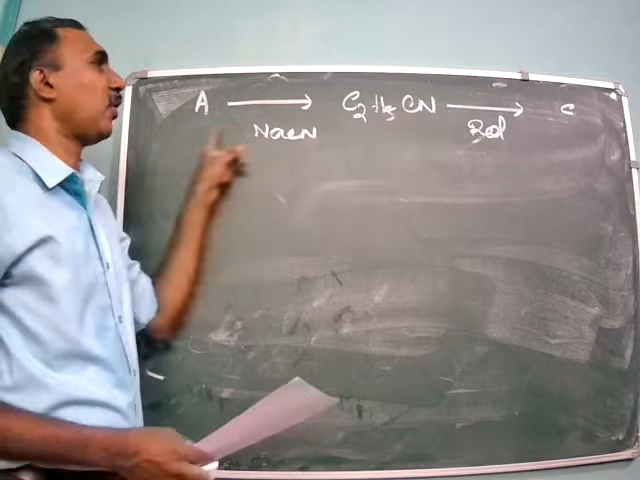 A ⟶ C₂H₅CN ⟶ C
NaCN Red